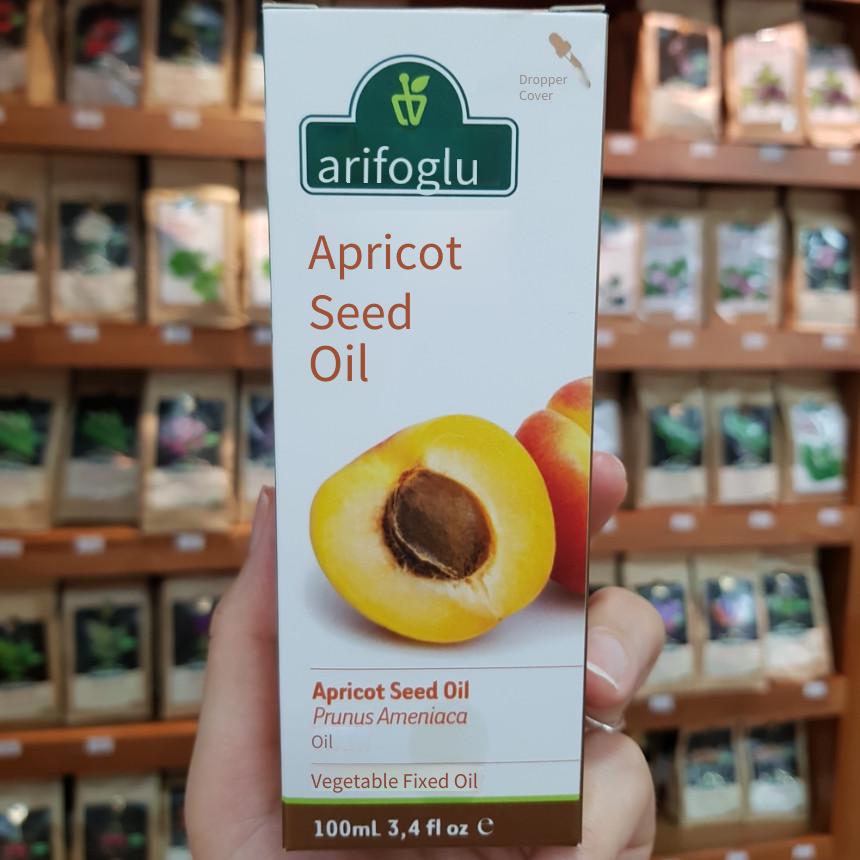 Dropper
Cover
arifoglu
Apricot
Seed
Oil
Apricot Seed Oil
Prunus Ameniaca
Oil
Vegetable Fixed Oil
100mL 3,4 fl oz ℮